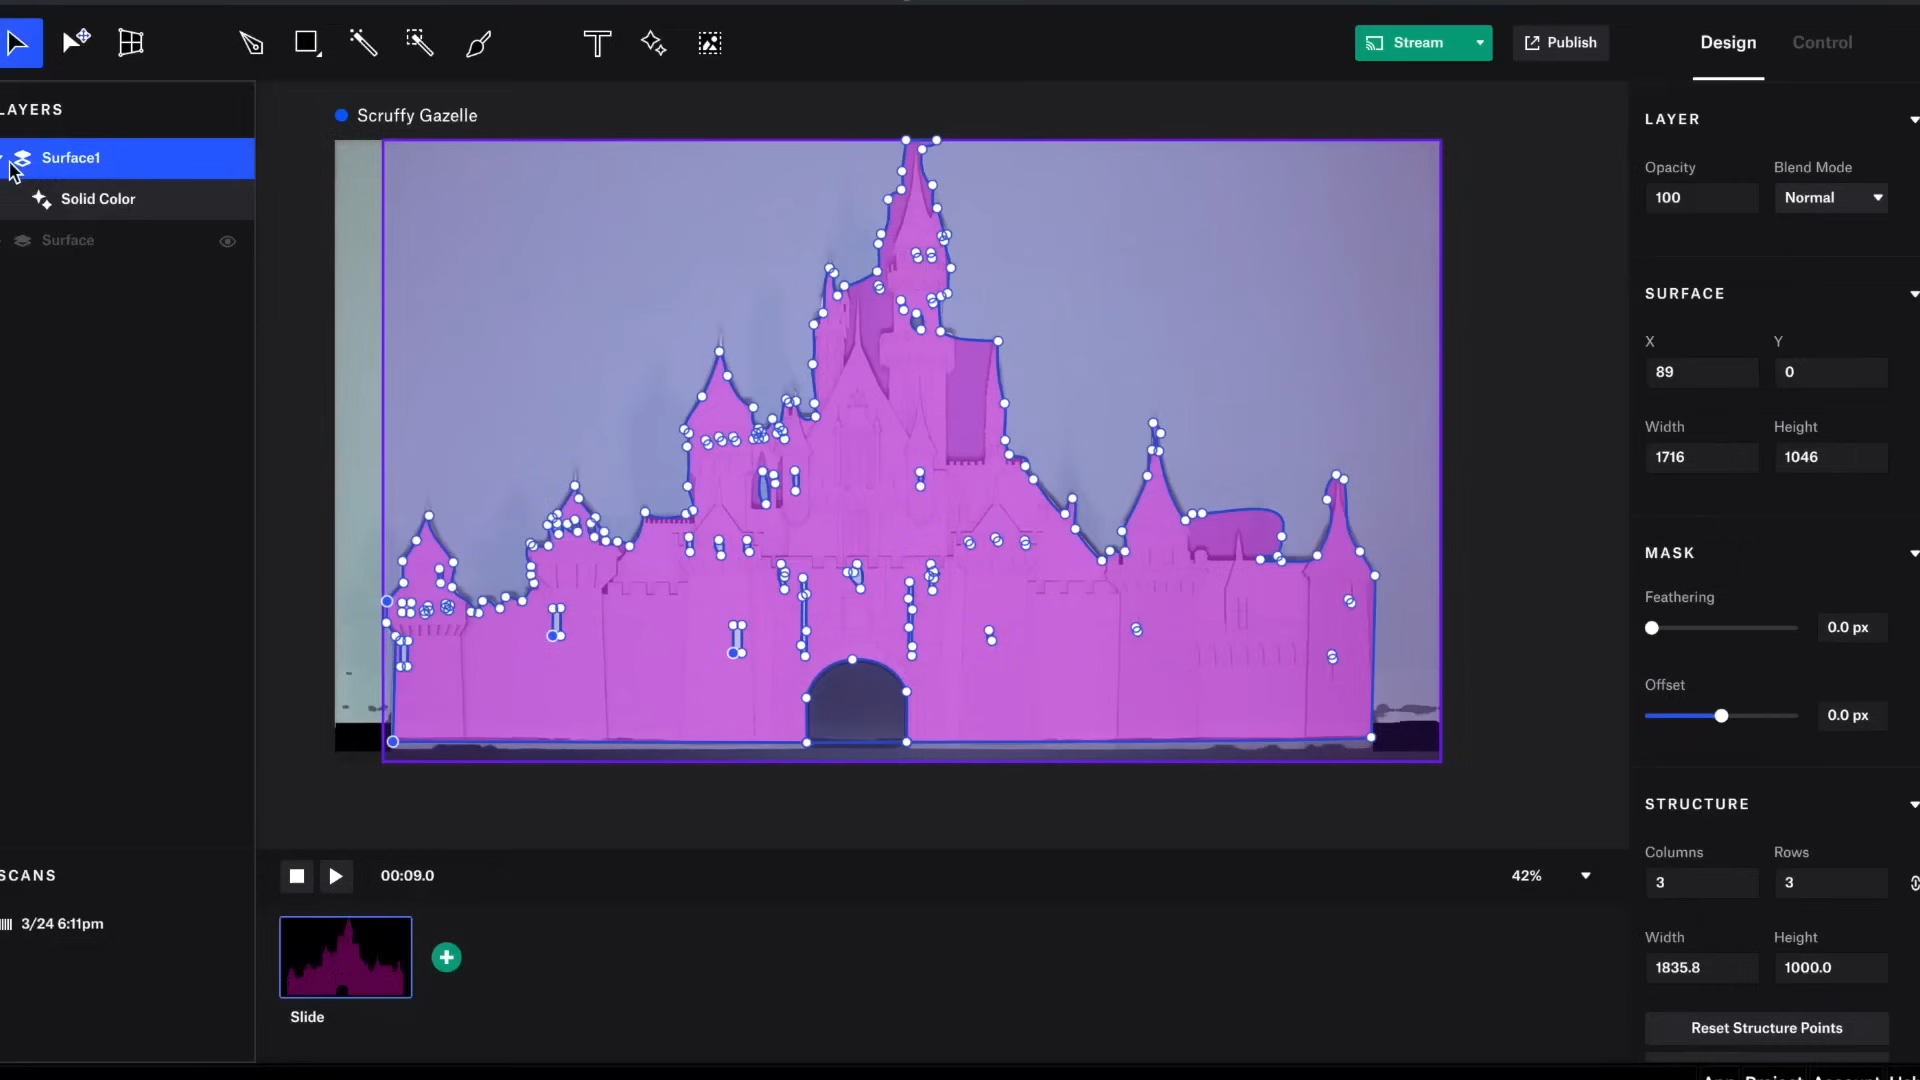 Stream
Publish
Design
Control
LAYERS
Surface1
Solid Color
Surface
Scruffy Gazelle
LAYER
Opacity
Blend Mode
100
Normal
SURFACE
X
Y
89
0
Width
Height
1716
1046
MASK
Feathering
0.0 px
Offset
0.0 px
STRUCTURE
Columns
Rows
3
3
Width
Height
1835.8
1000.0
Reset Structure Points
SCANS
3/24 6:11pm
00:09.0
42%
Slide